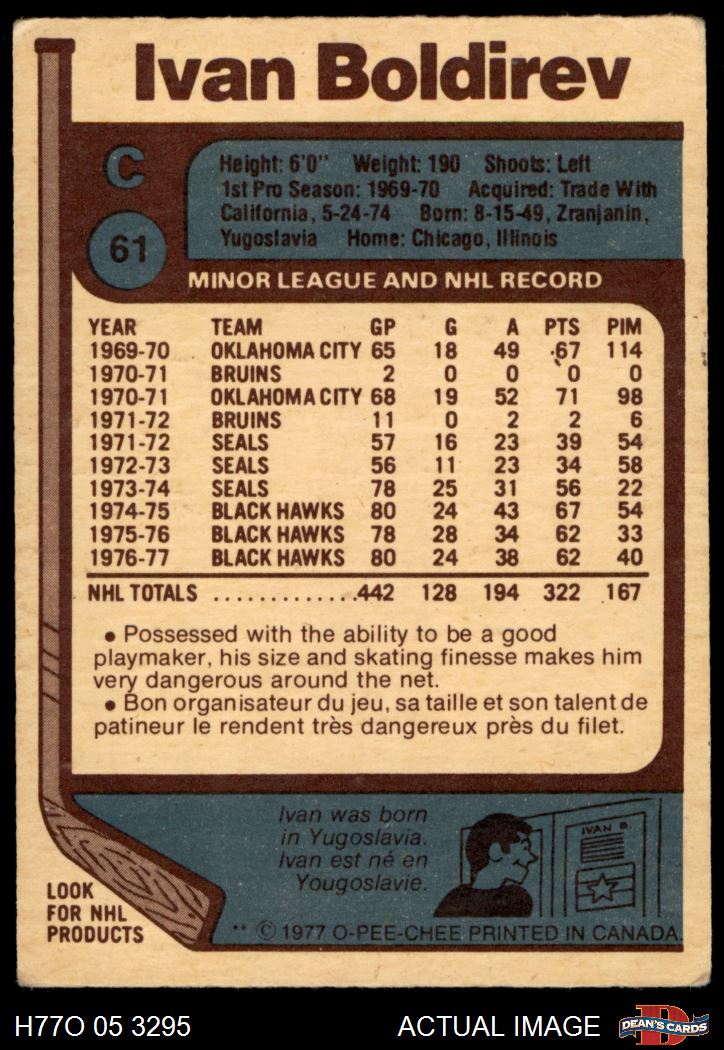 Ivan Boldirev
C
61
Height: 6'0" Weight: 190 Shoots: Left
1st Pro Season: 1969-70 Acquired: Trade With
California, 5-24-74 Born: 8-15-49, Zranjanin,
Yugoslavia Home: Chicago, Illinois
MINOR LEAGUE AND NHL RECORD
YEAR TEAM GP G A PTS PIM
1969-70 OKLAHOMA CITY 65 18 49 67 114
1970-71 BRUINS 2 0 0 0 0
1970-71 OKLAHOMA CITY 68 19 52 71 98
1971-72 BRUINS 11 0 2 2 6
1971-72 SEALS 57 16 23 39 54
1972-73 SEALS 56 11 23 34 58
1973-74 SEALS 78 25 31 56 22
1974-75 BLACK HAWKS 80 24 43 67 54
1975-76 BLACK HAWKS 78 28 34 62 33
1976-77 BLACK HAWKS 80 24 38 62 40
NHL TOTALS .............442 128 194 322 167
• Possessed with the ability to be a good
playmaker, his size and skating finesse makes him
very dangerous around the net.
• Bon organisateur du jeu, sa taille et son talent de
patineur le rendent très dangereux près du filet.
Ivan was born
in Yugoslavia.
Ivan est né en
Yougoslavie.
IVAN B.
LOOK
FOR NHL
PRODUCTS
** © 1977 O-PEE-CHEE PRINTED IN CANADA
H77O 05 3295 ACTUAL IMAGE
D
DEAN'S CARDS